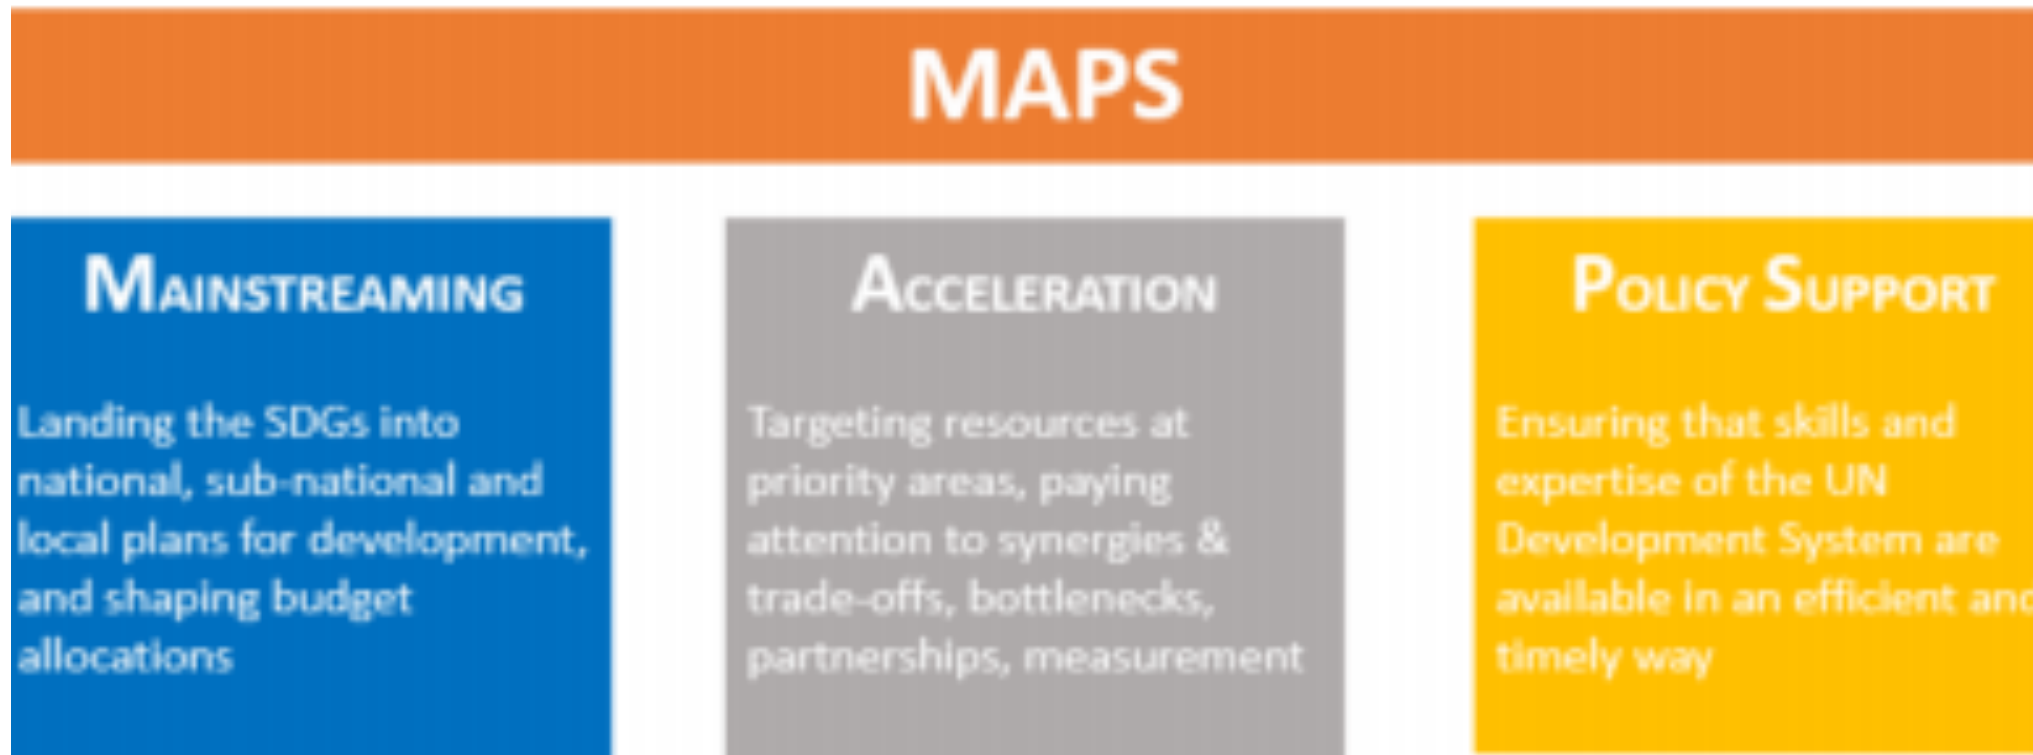 MAPS
MAINSTREAMING
Landing the SDGs into
national, sub-national and
local plans for development,
and shaping budget
allocations
ACCELERATION
Targeting resources at
priority areas, paying
attention to synergies &
trade-offs, bottlenecks,
partnerships, measurement
POLICY SUPPORT
Ensuring that skills and
expertise of the UN
Development System are
available in an efficient and
timely way